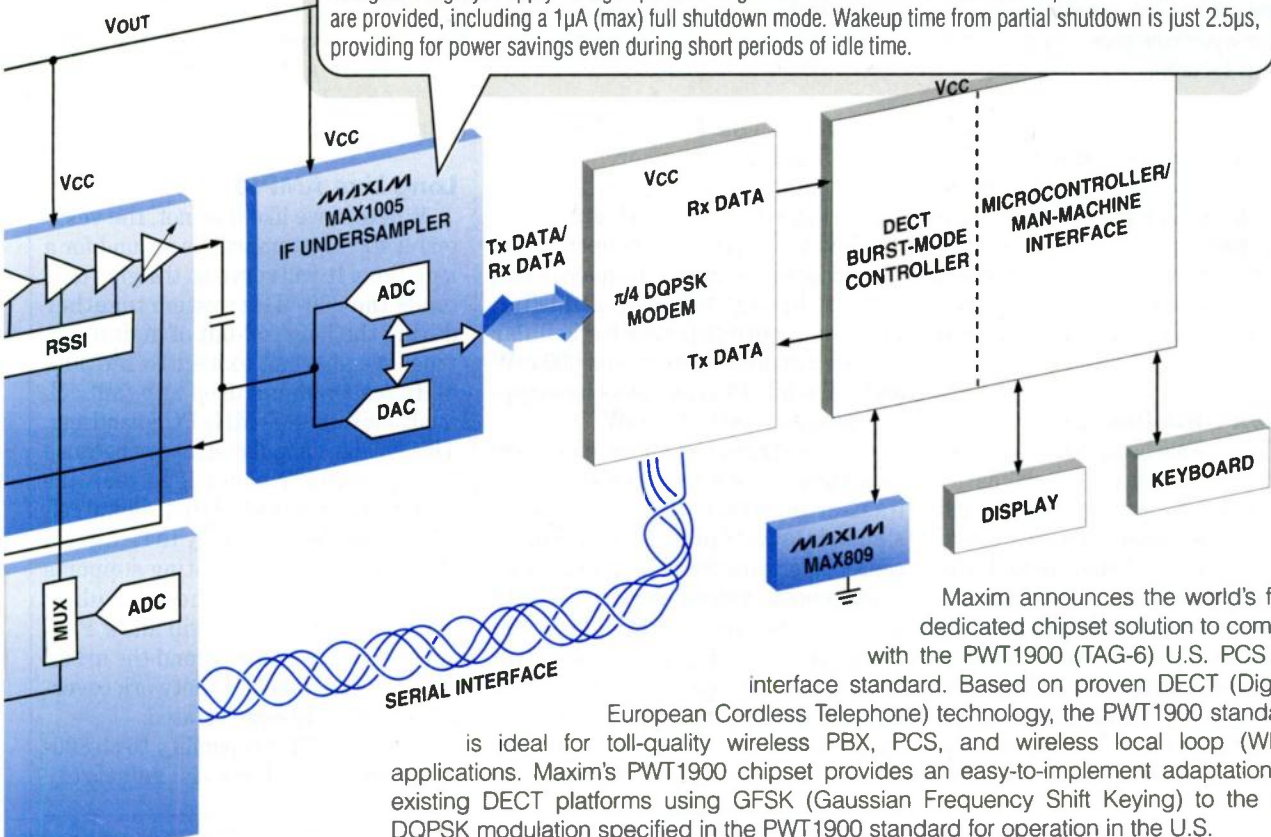 are provided, including a 1µA (max) full shutdown mode. Wakeup time from partial shutdown is just 2.5µs,
providing for power savings even during short periods of idle time.
VOUT
VCC
VCC
RSSI
MUX
ADC
MAXIM
MAX1005
IF UNDERSAMPLER
ADC
DAC
Tx DATA/
Rx DATA
VCC
Rx DATA
π/4 DQPSK
MODEM
Tx DATA
VCC
DECT
BURST-MODE
CONTROLLER
MICROCONTROLLER/
MAN-MACHINE
INTERFACE
MAXIM
MAX809
DISPLAY
KEYBOARD
SERIAL INTERFACE
Maxim announces the world's
dedicated chipset solution to
with the PWT1900 (TAG-6) U.S. PCS
interface standard. Based on proven DECT
European Cordless Telephone) technology, the PWT1900
is ideal for toll-quality wireless PBX, PCS, and wireless local loop
applications. Maxim's PWT1900 chipset provides an easy-to-implement adaptation
existing DECT platforms using GFSK (Gaussian Frequency Shift Keying) to the
DQPSK modulation specified in the PWT1900 standard for operation in the U.S.